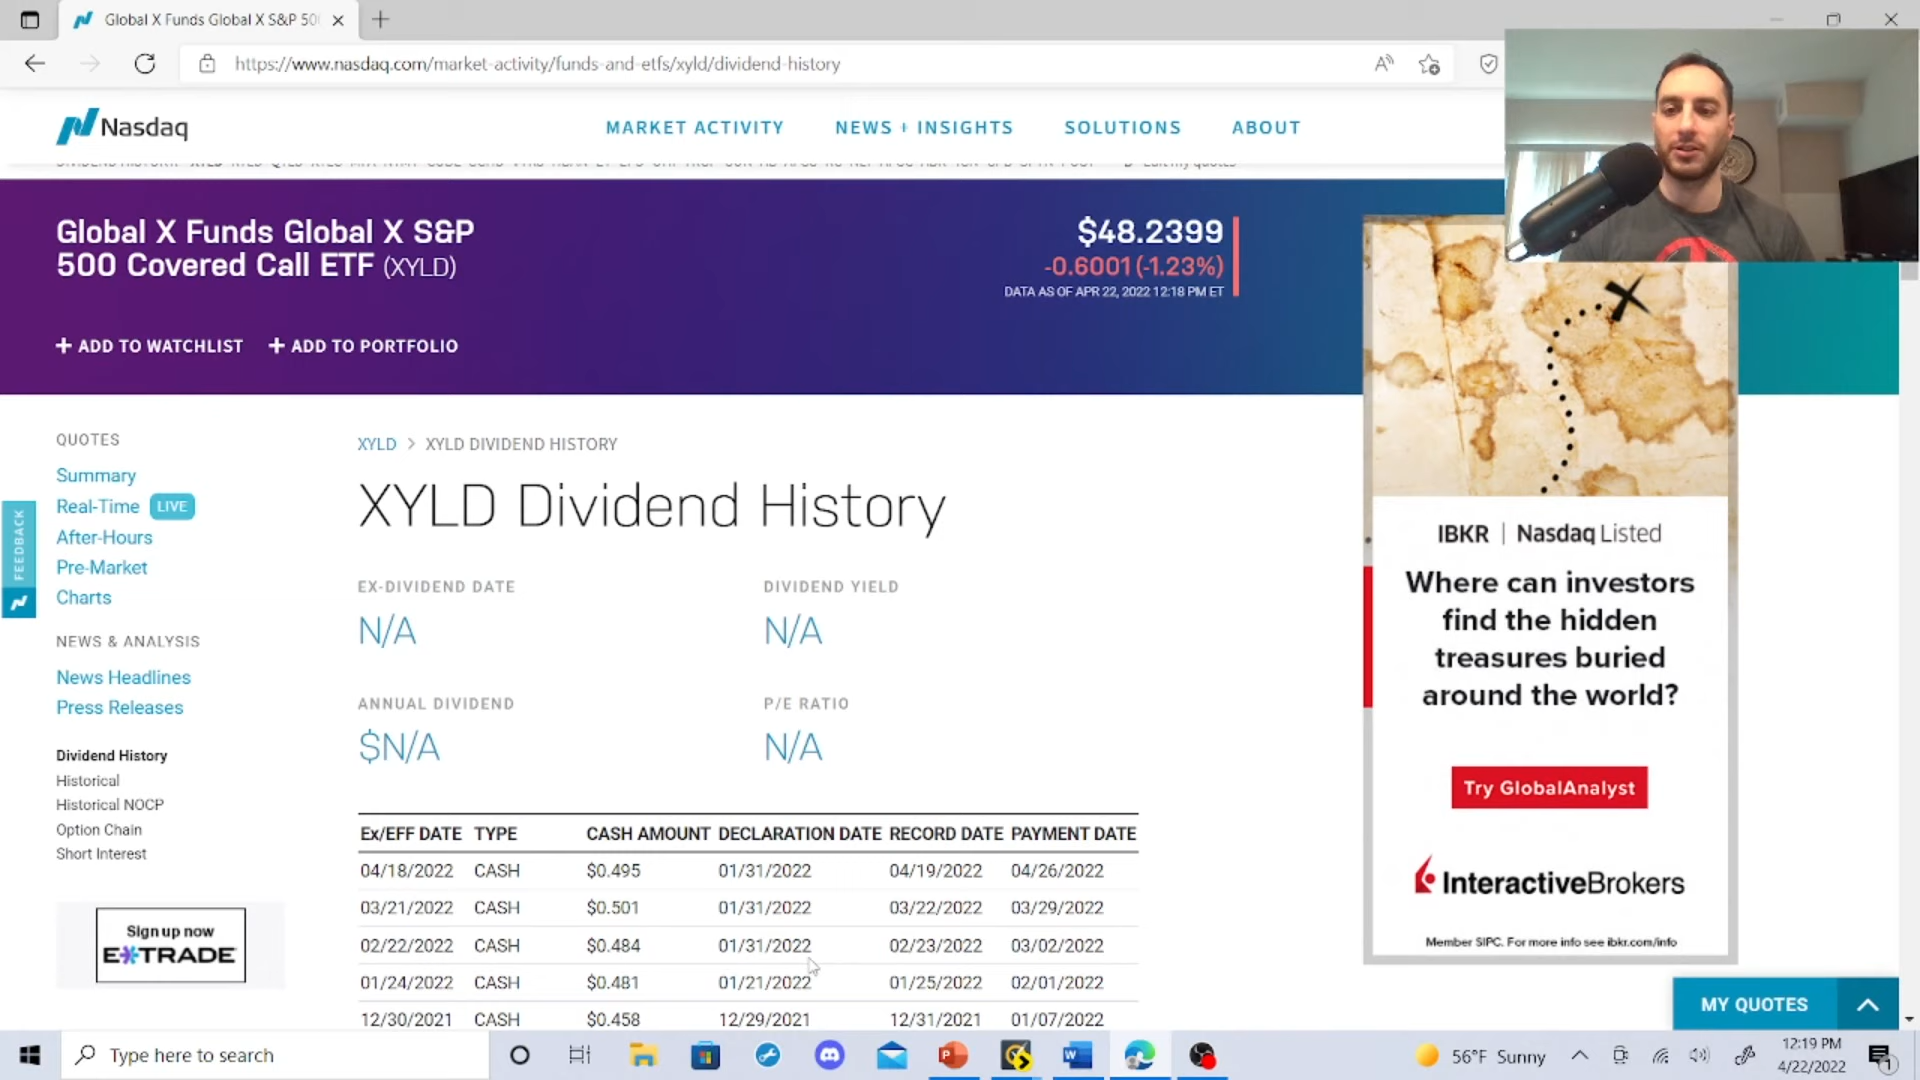 Global X Funds Global X S&P 50
https://www.nasdaq.com/market-activity/funds-and-etfs/xyld/dividend-history
Nasdaq
MARKET ACTIVITY
NEWS + INSIGHTS
SOLUTIONS
ABOUT
Global X Funds Global X S&P
500 Covered Call ETF (XYLD)
$48.2399
-0.6001 (-1.23%)
DATA AS OF APR 22, 2022 12:18 PM ET
+ ADD TO WATCHLIST
+ ADD TO PORTFOLIO
QUOTES
Summary
Real-Time LIVE
After-Hours
Pre-Market
Charts
FEEDBACK
NEWS & ANALYSIS
News Headlines
Press Releases
Dividend History
Historical
Historical NOCP
Option Chain
Short Interest
Sign up now
E*TRADE
XYLD > XYLD DIVIDEND HISTORY
XYLD Dividend History
EX-DIVIDEND DATE
N/A
DIVIDEND YIELD
N/A
ANNUAL DIVIDEND
$N/A
P/E RATIO
N/A
Ex/EFF DATE TYPE CASH AMOUNT DECLARATION DATE RECORD DATE PAYMENT DATE
04/18/2022 CASH $0.495 01/31/2022 04/19/2022 04/26/2022
03/21/2022 CASH $0.501 01/31/2022 03/22/2022 03/29/2022
02/22/2022 CASH $0.484 01/31/2022 02/23/2022 03/02/2022
01/24/2022 CASH $0.481 01/21/2022 01/25/2022 02/01/2022
12/30/2021 CASH $0.458 12/29/2021 12/31/2021 01/07/2022
IBKR | Nasdaq Listed
Where can investors
find the hidden
treasures buried
around the world?
Try GlobalAnalyst
InteractiveBrokers
Member SIPC. For more info see ibkr.com/info
MY QUOTES
Type here to search
56°F Sunny
12:19 PM
4/22/2022
1